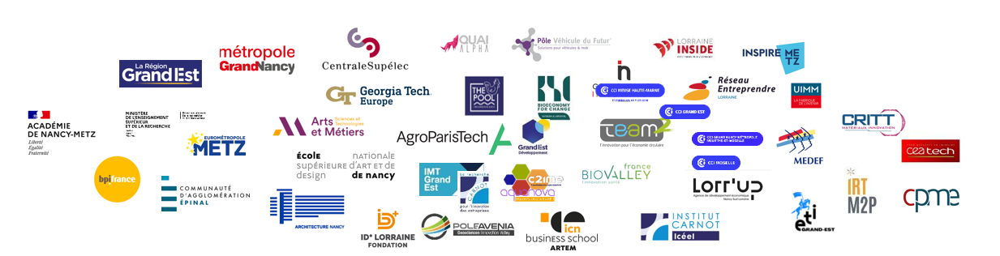 La Région
Grand Est
métropole
GrandNancy
CentraleSupélec
QUAI
ALPHA
Pôle Véhicule du Futur
Solutions pour véhicules & mob
LORRAINE
INSIDE
INSPIRE METZ
in
Georgia Tech
Europe
THE
POOL
BIOECONOMY
FOR CHANGE
CCI MEUSE HAUTE-MARNE
CCI GRAND EST
Réseau
Entreprendre
LORRAINE
UIMM
LA FABRIQUE
DE L'AVENIR
ACADÉMIE
DE NANCY-METZ
Liberté
Égalité
Fraternité
MINISTÈRE
DE L'ENSEIGNEMENT
SUPÉRIEUR
ET DE LA RECHERCHE
EUROMÉTROPOLE
METZ
Arts
et Métiers
Sciences et
Technologies
AgroParisTech
Grand Est
Développement
team2
l'innovation pour l'économie circulaire
CCI GRAND NANCY MÉTROPOLE
MEURTHE-ET-MOSELLE
CCI MOSELLE
MEDEF
CRITT
MATÉRIAUX INNOVATION
cea tech
bpifrance
COMMUNAUTÉ
D'AGGLOMÉRATION
ÉPINAL
école
supérieure
design
nationale
d'art et de
de nancy
IMT
Grand
Est
la recherche
CARNOT
pour l'innovation
des entreprises
c2ime
aquanova
france
BIOVALLEY
l'innovation santé
Lorr'up
Agence de développement économique
Nancy Sud Lorraine
IRT
M2P
cpme
ARCHITECTURE NANCY
ID+ LORRAINE
FONDATION
POLEAVENIA
Geosciences Innovation Valley
icn
business school
ARTEM
INSTITUT
CARNOT
Icéel
eti
GRAND-EST